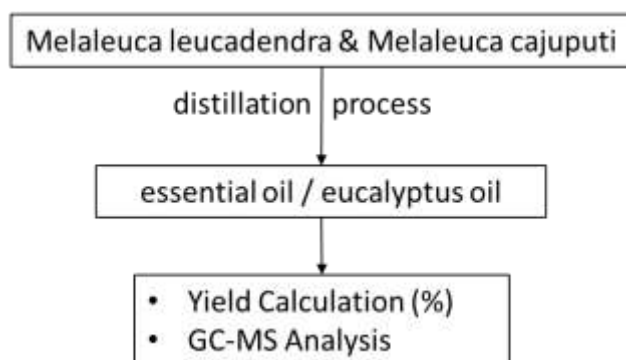 Melaleuca leucadendra & Melaleuca cajuputi
distillation process
essential oil / eucalyptus oil
• Yield Calculation (%)
• GC-MS Analysis